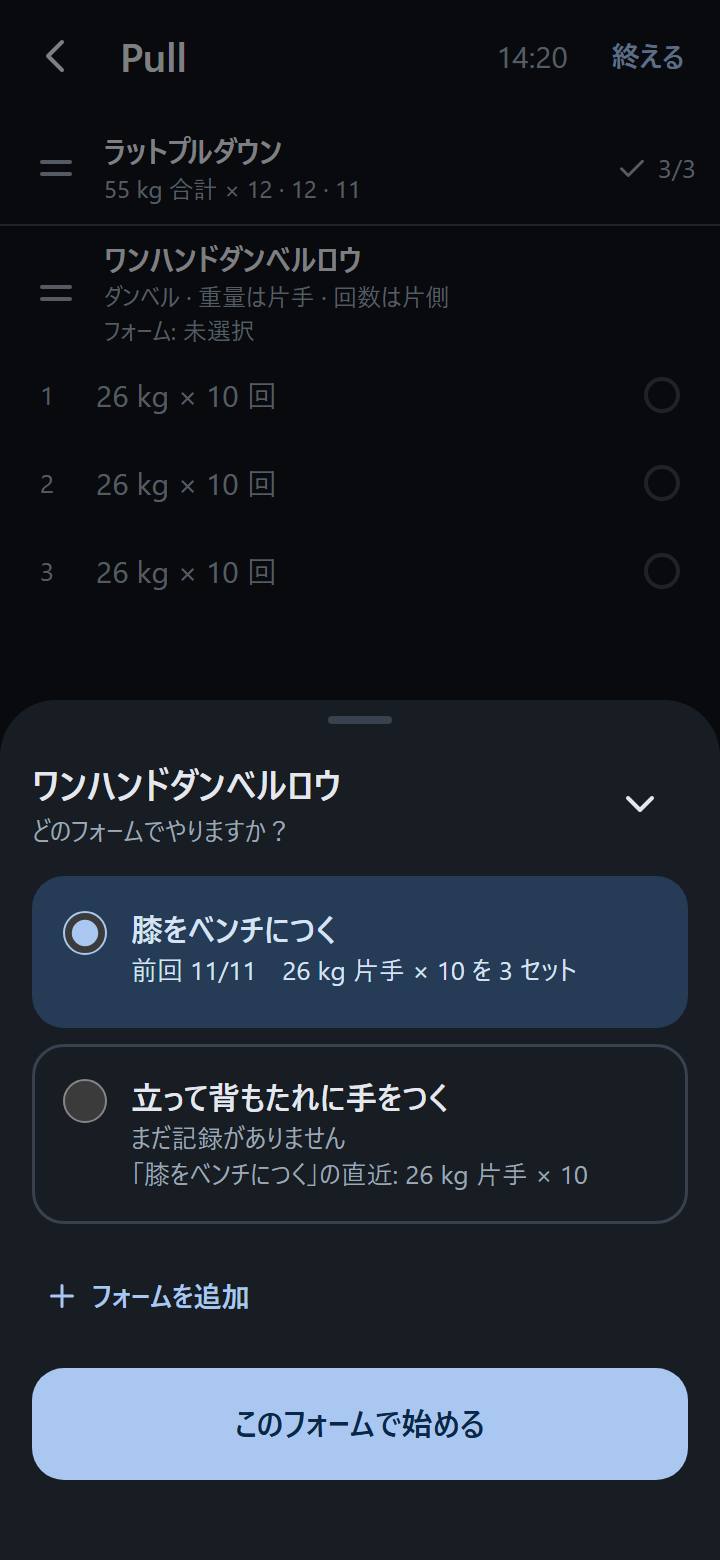 Pull
14:20
終える
ラットプルダウン
55 kg 合計 × 12 · 12 · 11
3/3
ワンハンドダンベルロウ
ダンベル · 重量は片手 · 回数は片側
フォーム: 未選択
1 26 kg × 10 回
2 26 kg × 10 回
3 26 kg × 10 回
ワンハンドダンベルロウ
どのフォームでやりますか？
膝をベンチにつく
前回 11/11　26 kg 片手 × 10 を 3 セット
立って背もたれに手をつく
まだ記録がありません
「膝をベンチにつく」の直近: 26 kg 片手 × 10
フォームを追加
このフォームで始める